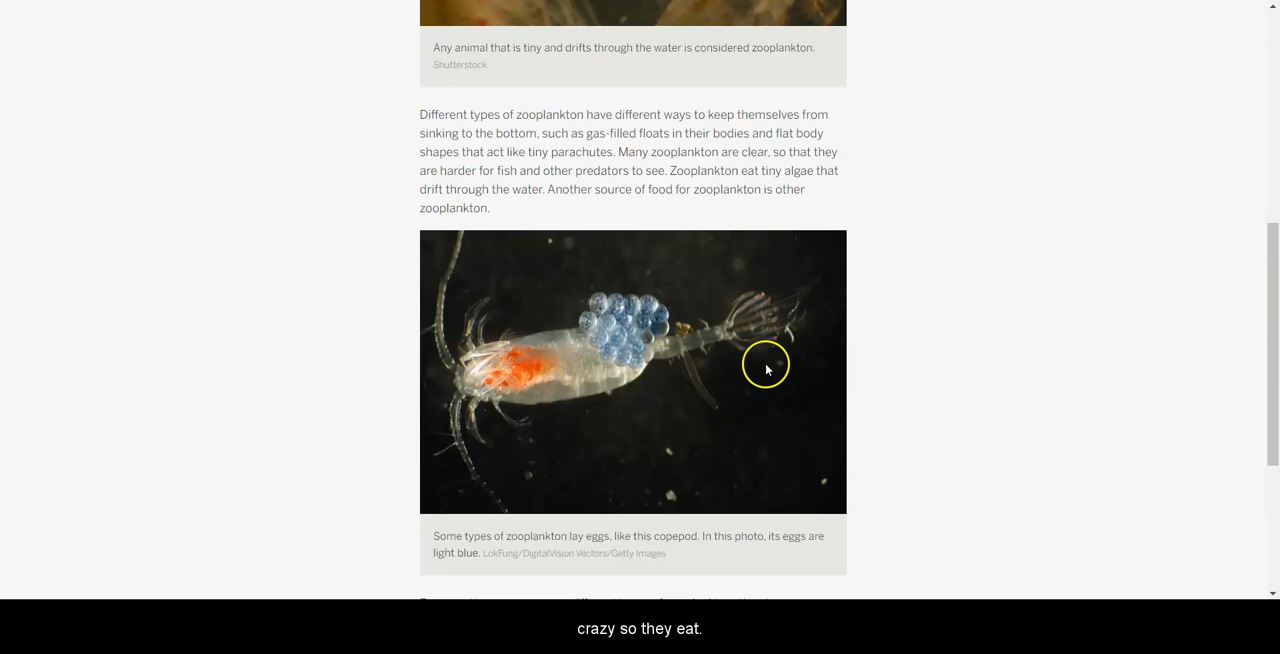 Any animal that is tiny and drifts through the water is considered zooplankton.
Shutterstock
Different types of zooplankton have different ways to keep themselves from
sinking to the bottom, such as gas-filled floats in their bodies and flat body
shapes that act like tiny parachutes. Many zooplankton are clear, so that they
are harder for fish and other predators to see. Zooplankton eat tiny algae that
drift through the water. Another source of food for zooplankton is other
zooplankton.
Some types of zooplankton lay eggs, like this copepod. In this photo, its eggs are
light blue. LokFung/DigitalVision Vectors/Getty Images
crazy so they eat.